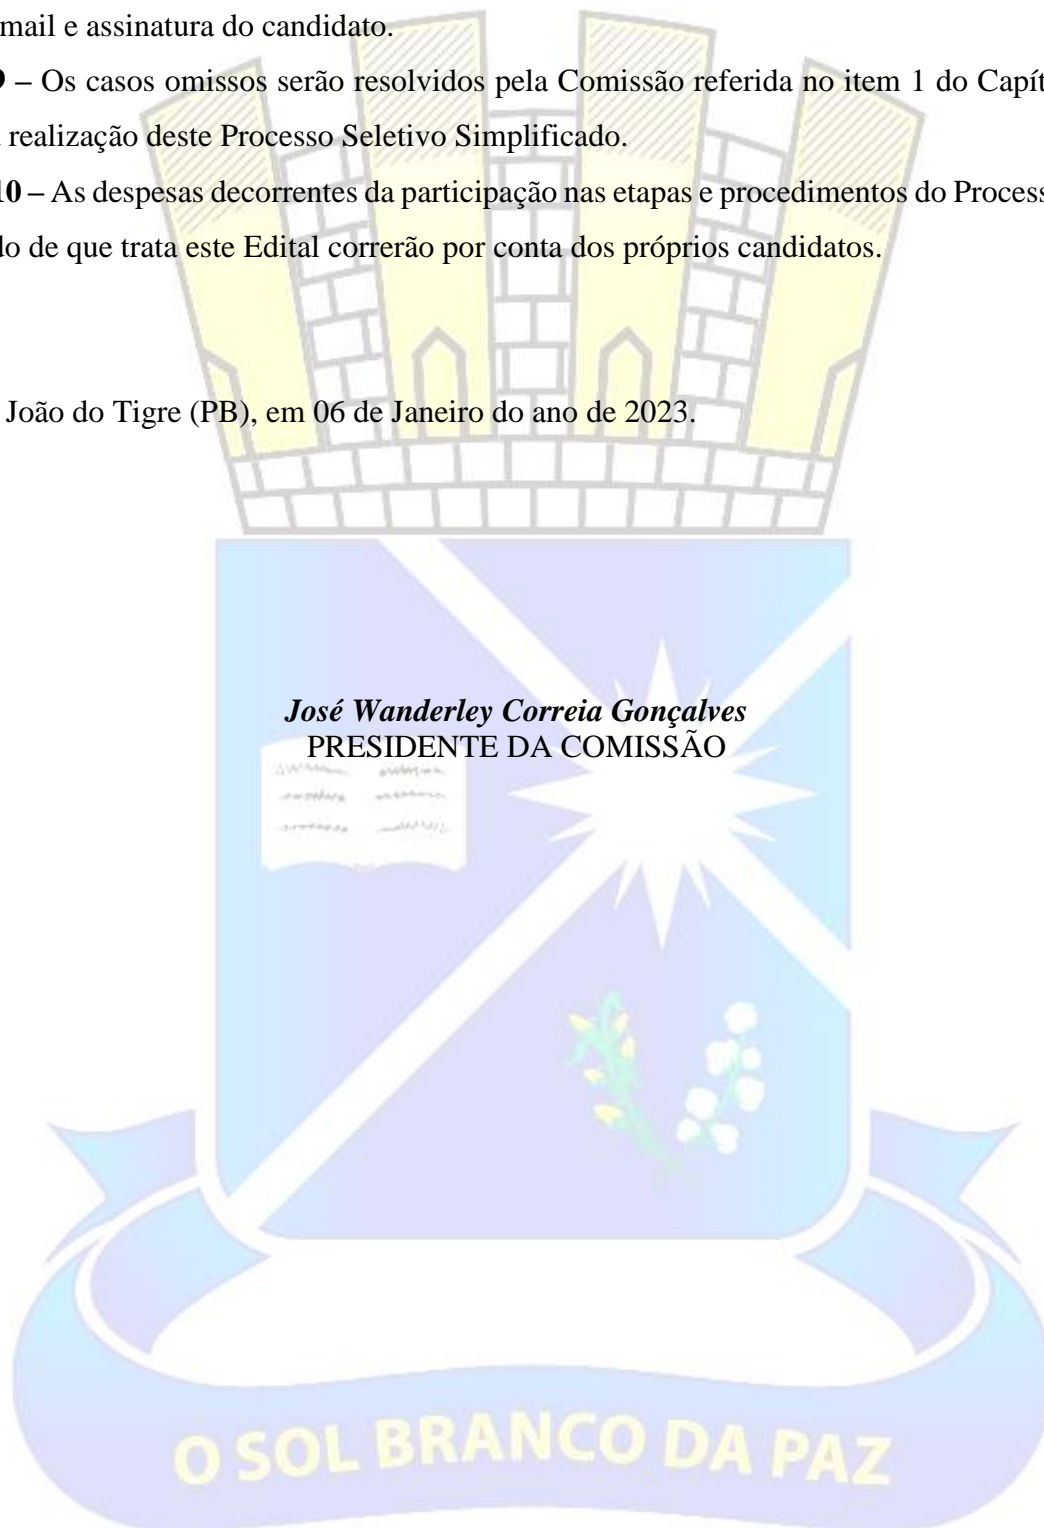 mail e assinatura do candidato.
9 – Os casos omissos serão resolvidos pela Comissão referida no item 1 do Capít
realização deste Processo Seletivo Simplificado.
10 – As despesas decorrentes da participação nas etapas e procedimentos do Process
do de que trata este Edital correrão por conta dos próprios candidatos.
João do Tigre (PB), em 06 de Janeiro do ano de 2023.
José Wanderley Correia Gonçalves
PRESIDENTE DA COMISSÃO
O SOL BRANCO DA PAZ